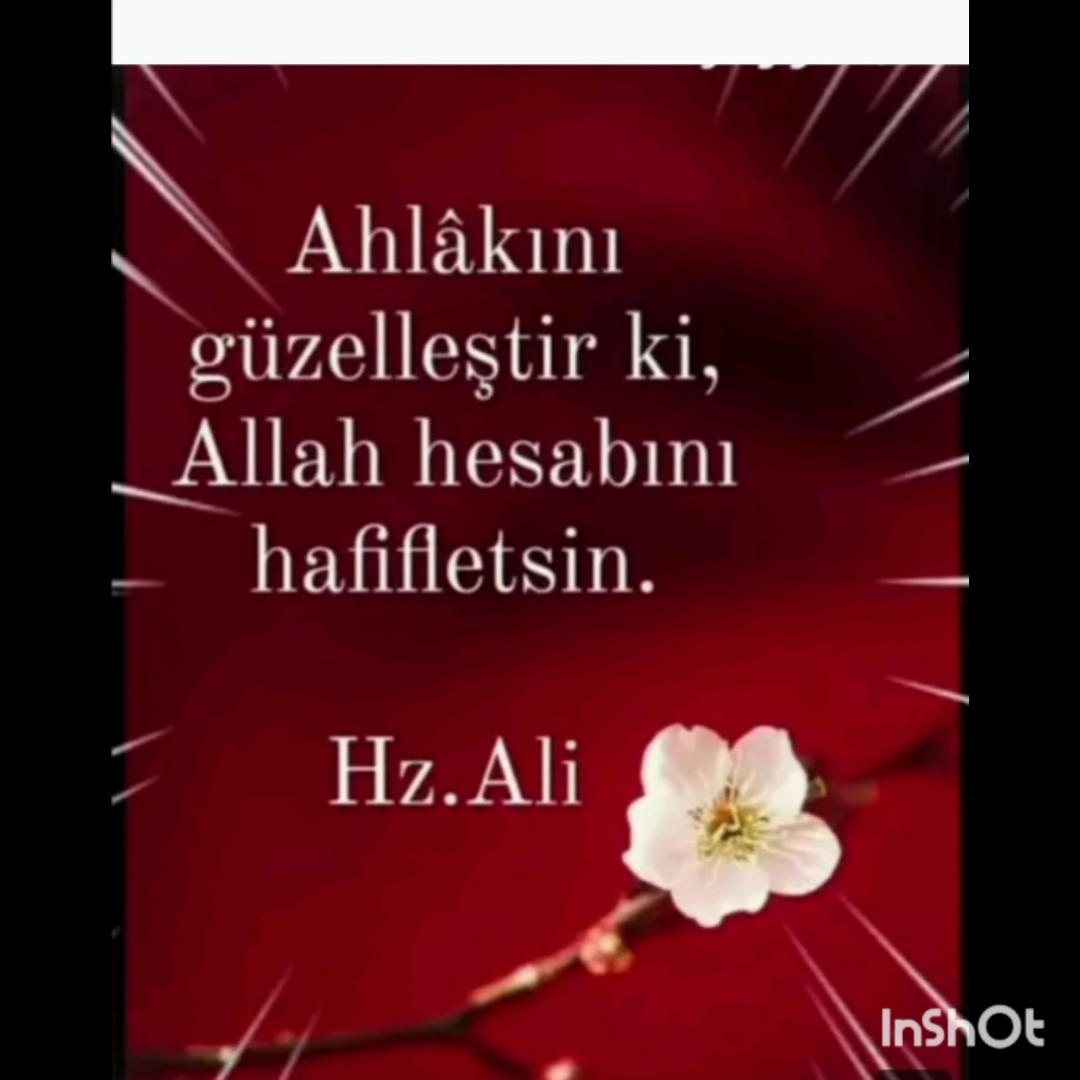 Ahlâkını
güzelleştir ki,
Allah hesabını
hafifletsin.
Hz.Ali
InShOt